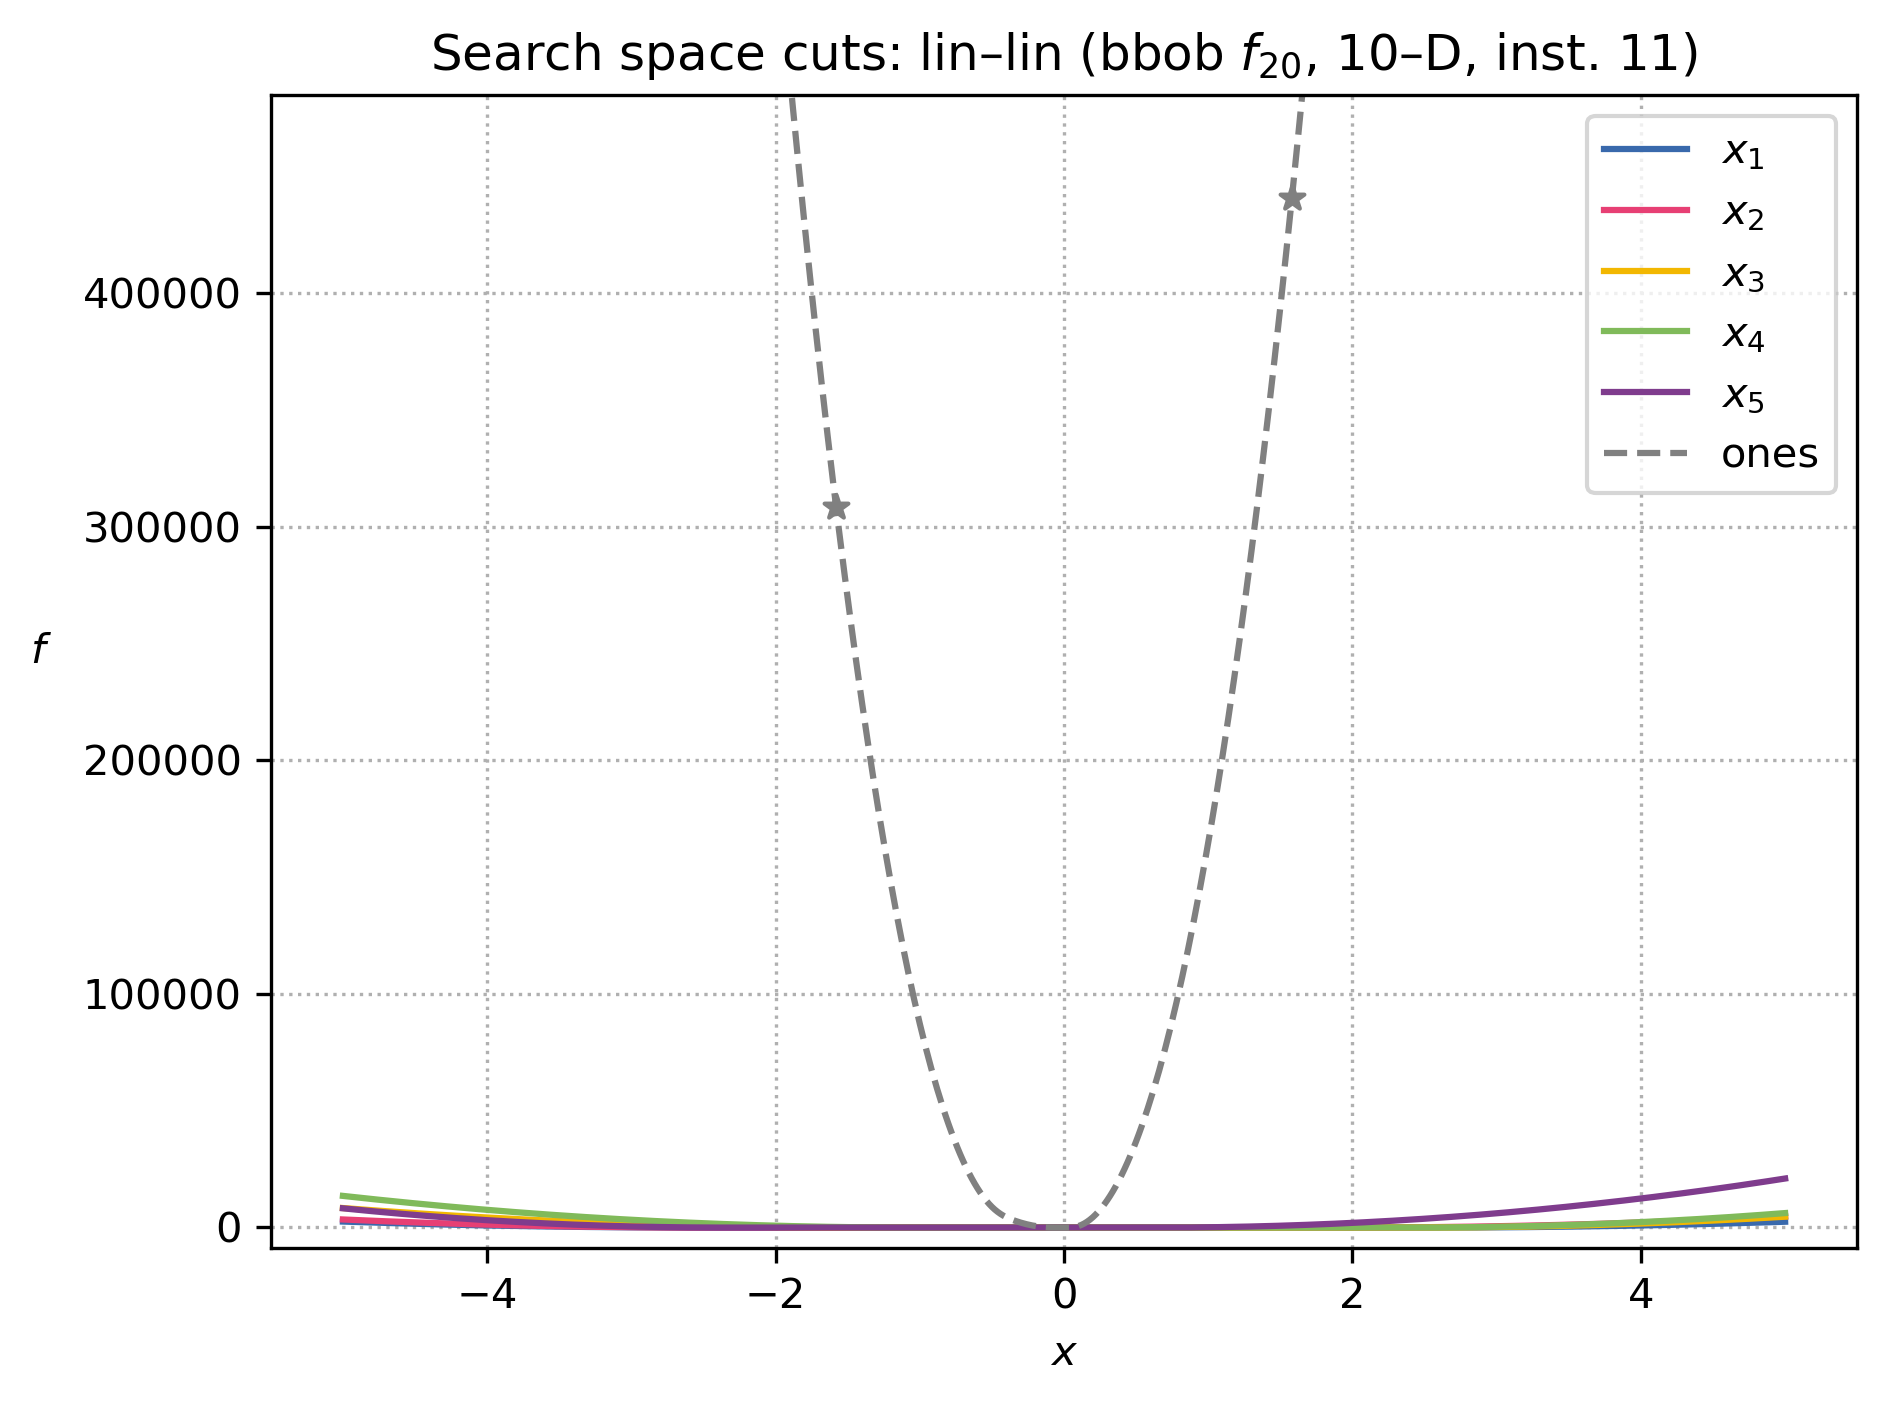 Search space cuts: lin–lin (bbob f₂₀, 10–D, inst. 11)
x₁
x₂
x₃
x₄
x₅
ones
400000
300000
200000
100000
0
f
−4
−2
0
2
4
x